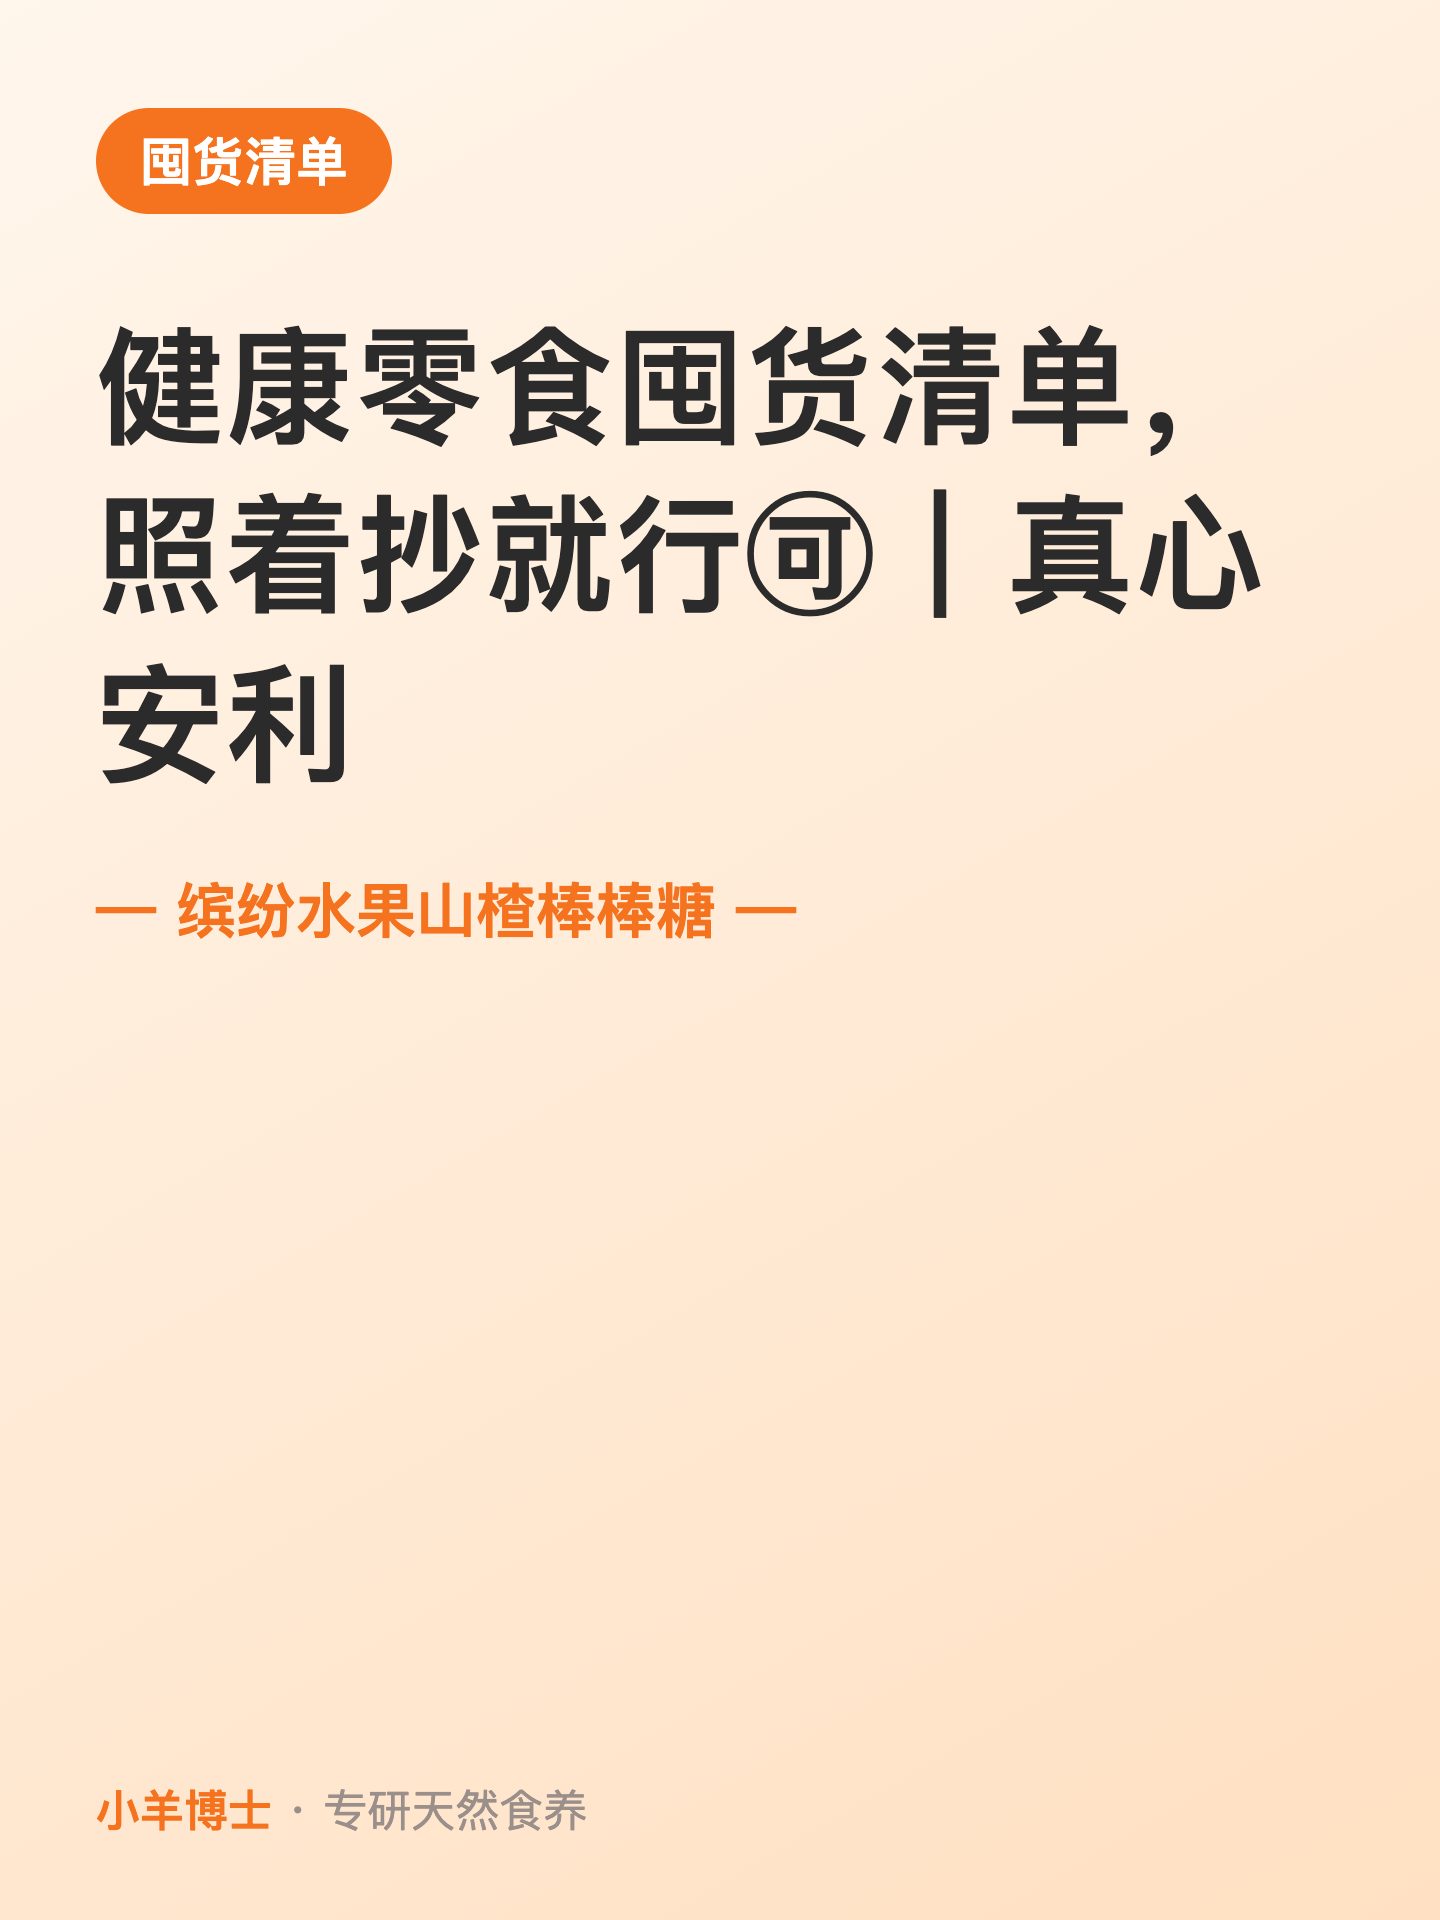 囤货清单
健康零食囤货清单，
照着抄就行🉑｜真心
安利
— 缤纷水果山楂棒棒糖 —
小羊博士 · 专研天然食养